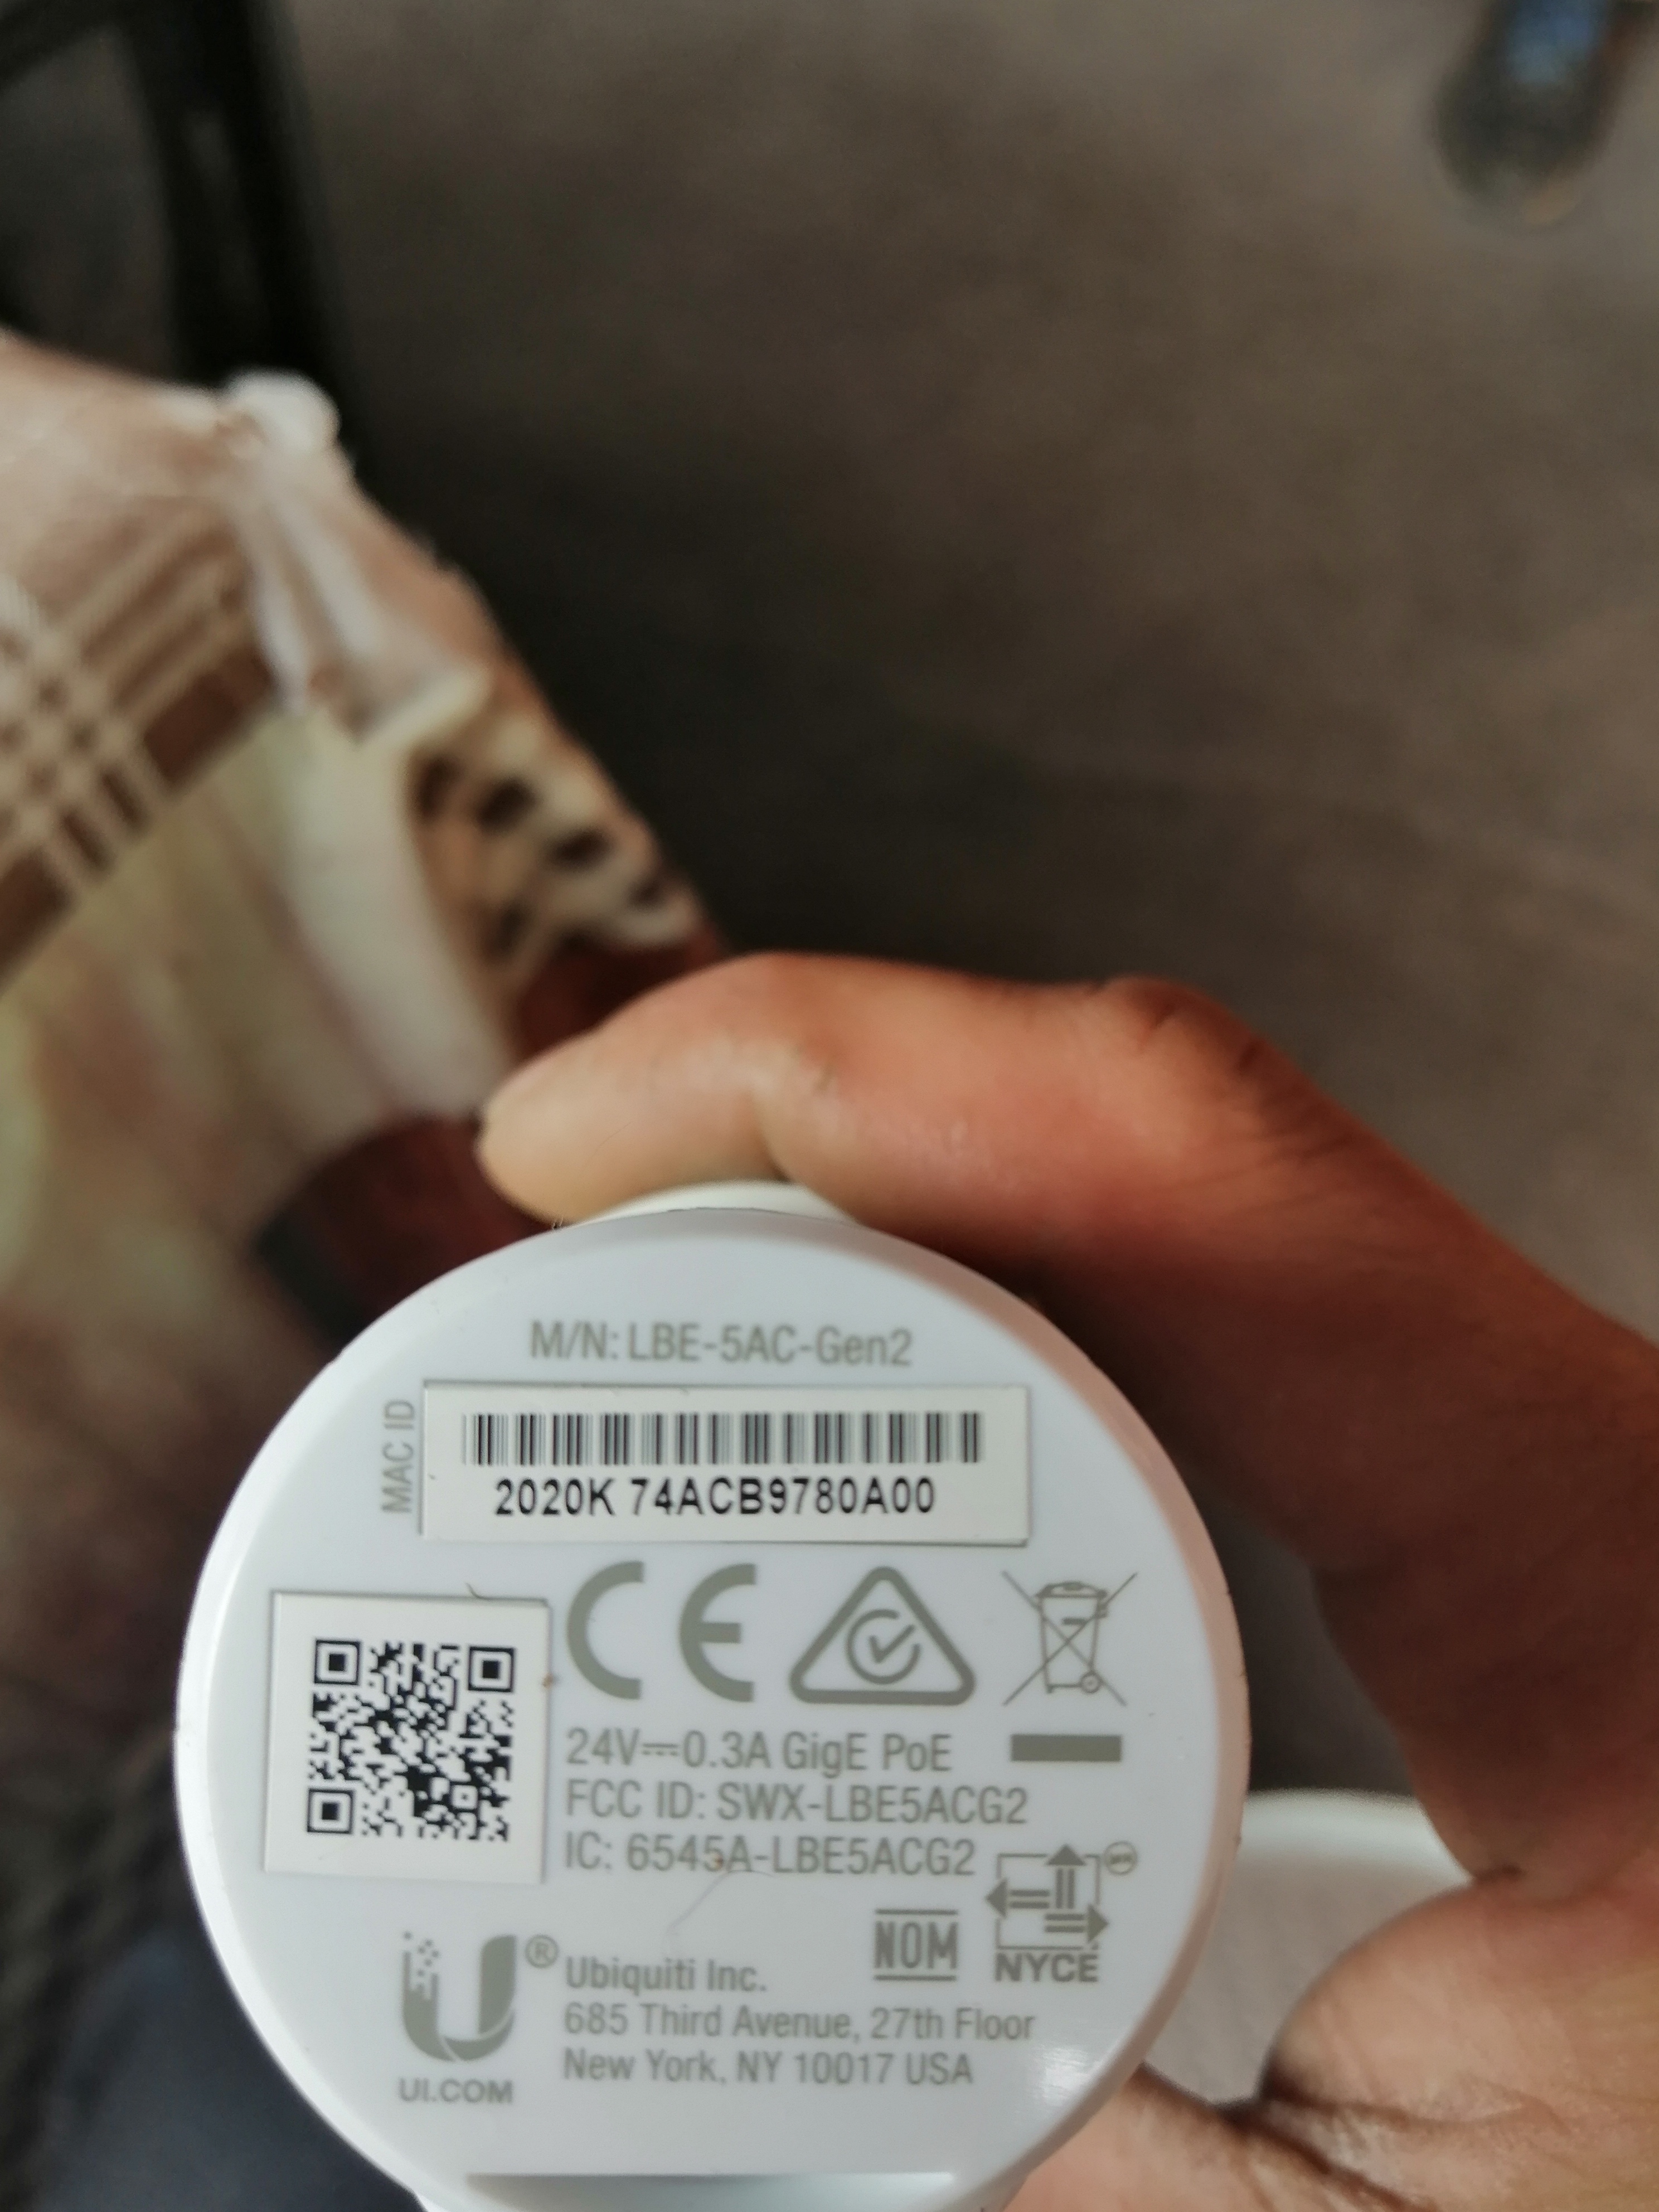 M/N: LBE-5AC-Gen2
MAC ID
2020K 74ACB9780A00
CE
24V⎓0.3A GigE PoE
FCC ID: SWX-LBE5ACG2
IC: 6545A-LBE5ACG2
NOM
NYCE
U®
UI.COM
Ubiquiti Inc.
685 Third Avenue, 27th Floor
New York, NY 10017 USA